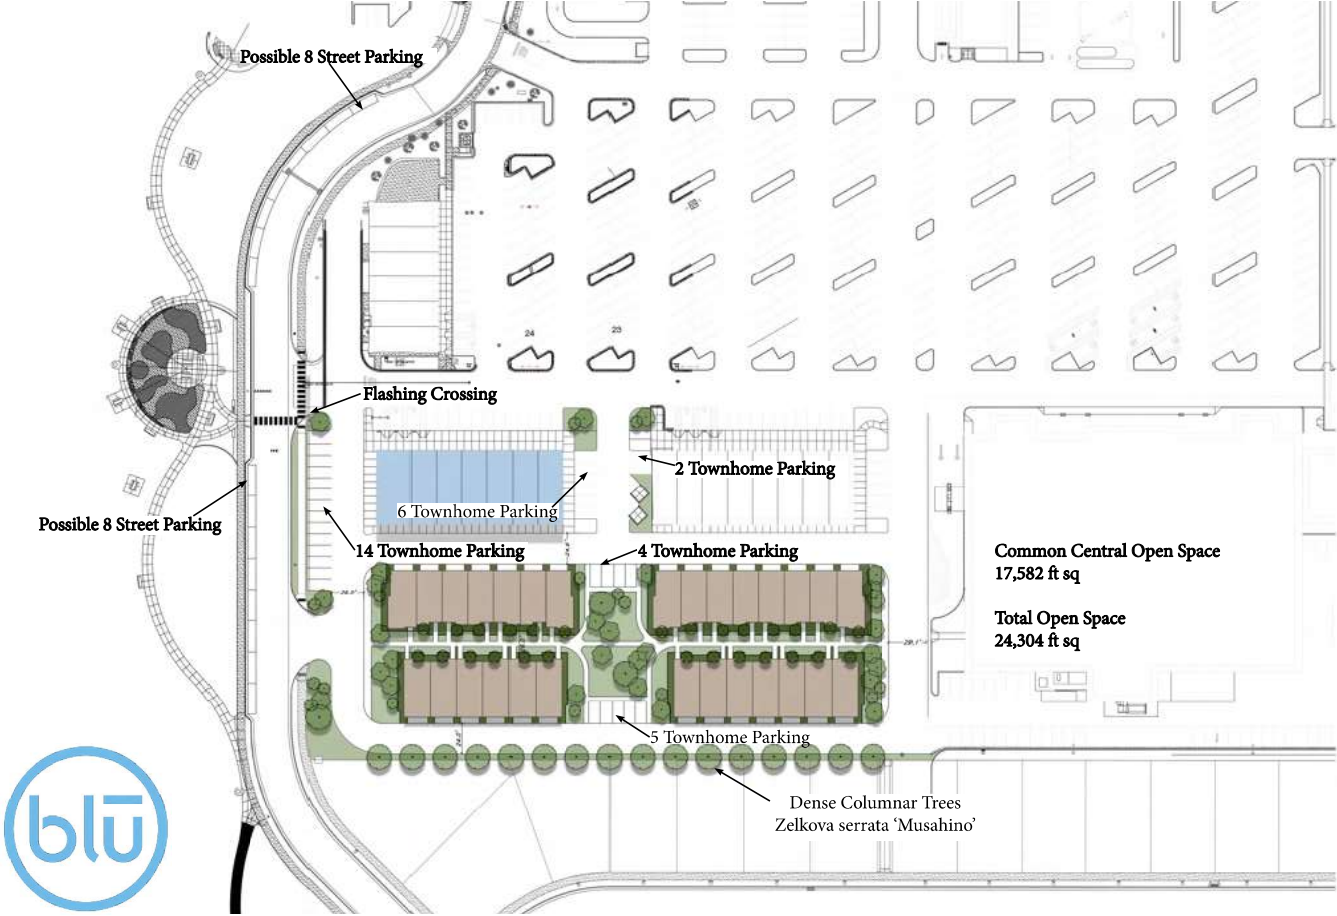 Possible 8 Street Parking
24
23
Flashing Crossing
2 Townhome Parking
6 Townhome Parking
Possible 8 Street Parking
14 Townhome Parking
4 Townhome Parking
Common Central Open Space
17,582 ft sq
Total Open Space
24,304 ft sq
5 Townhome Parking
Dense Columnar Trees
Zelkova serrata ‘Musahino’
blū